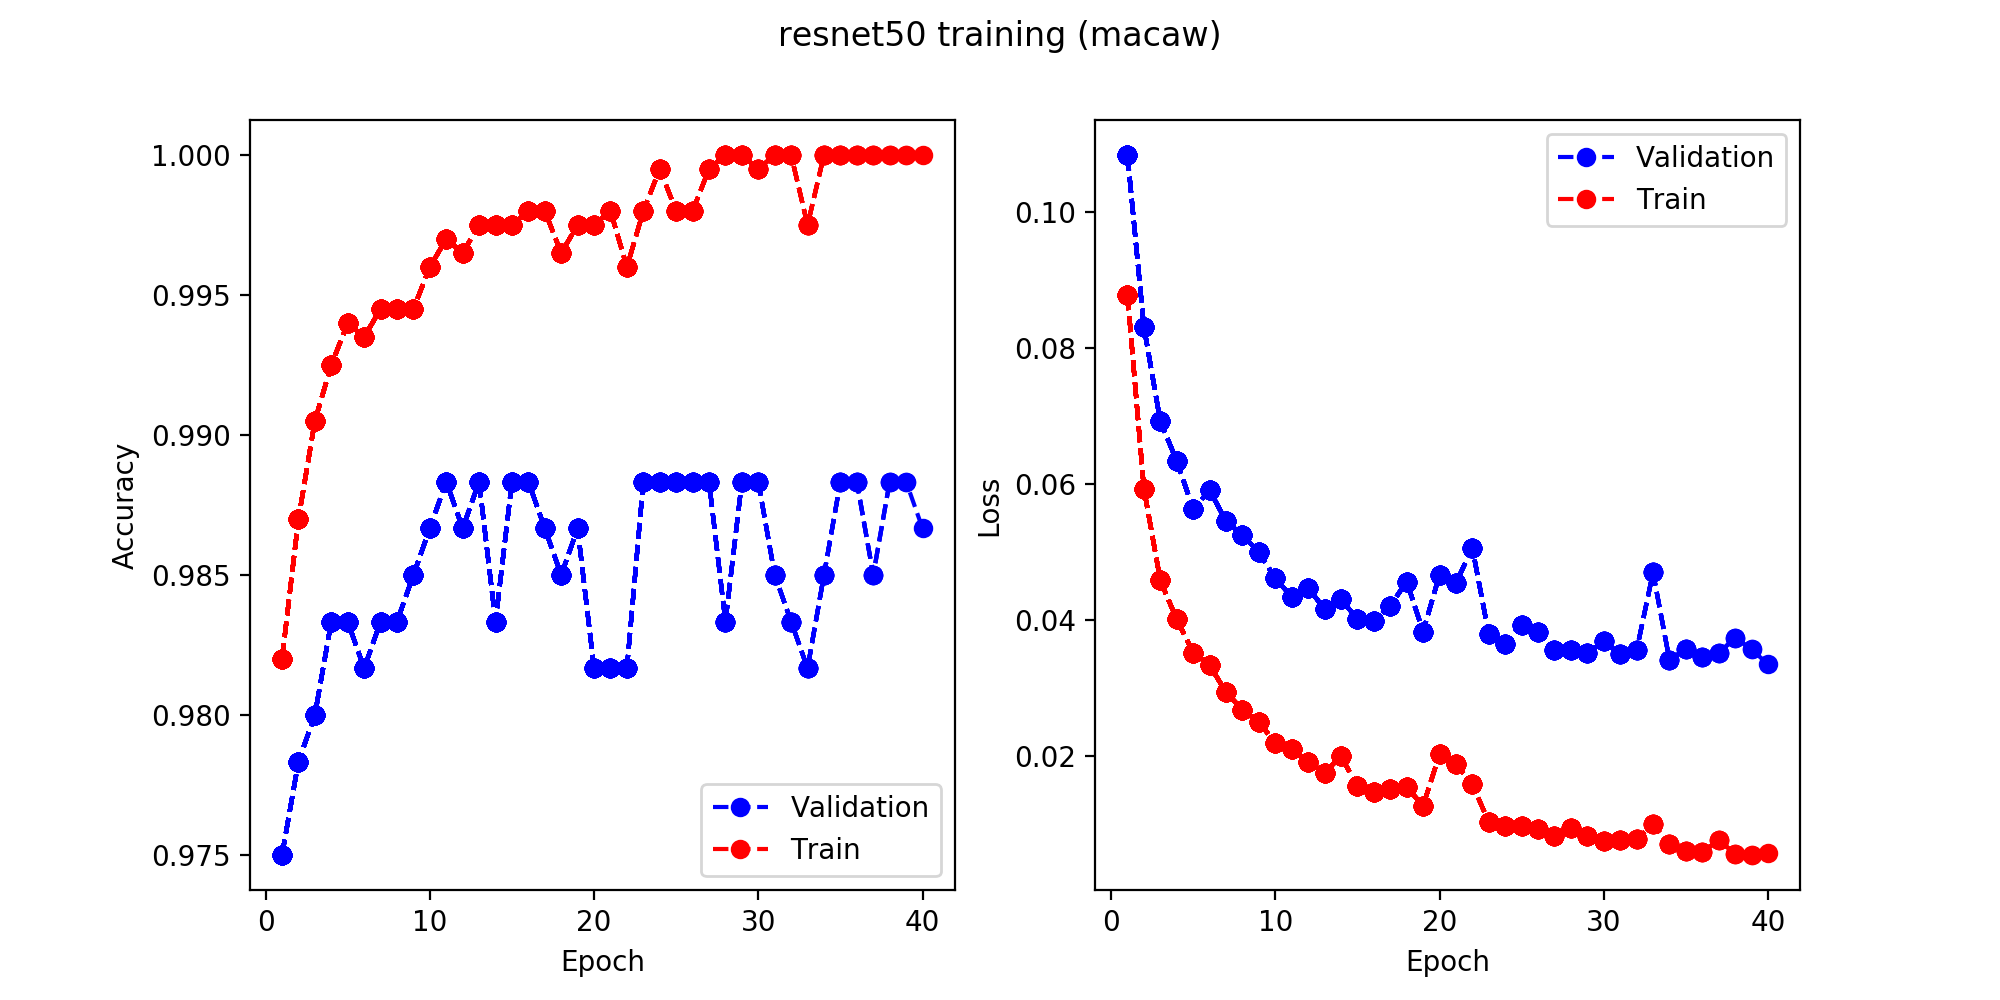 resnet50 training (macaw)
Accuracy
1.000
0.995
0.990
0.985
0.980
0.975
0 10 20 30 40
Epoch
Validation
Train
Loss
0.10
0.08
0.06
0.04
0.02
0 10 20 30 40
Epoch
Validation
Train